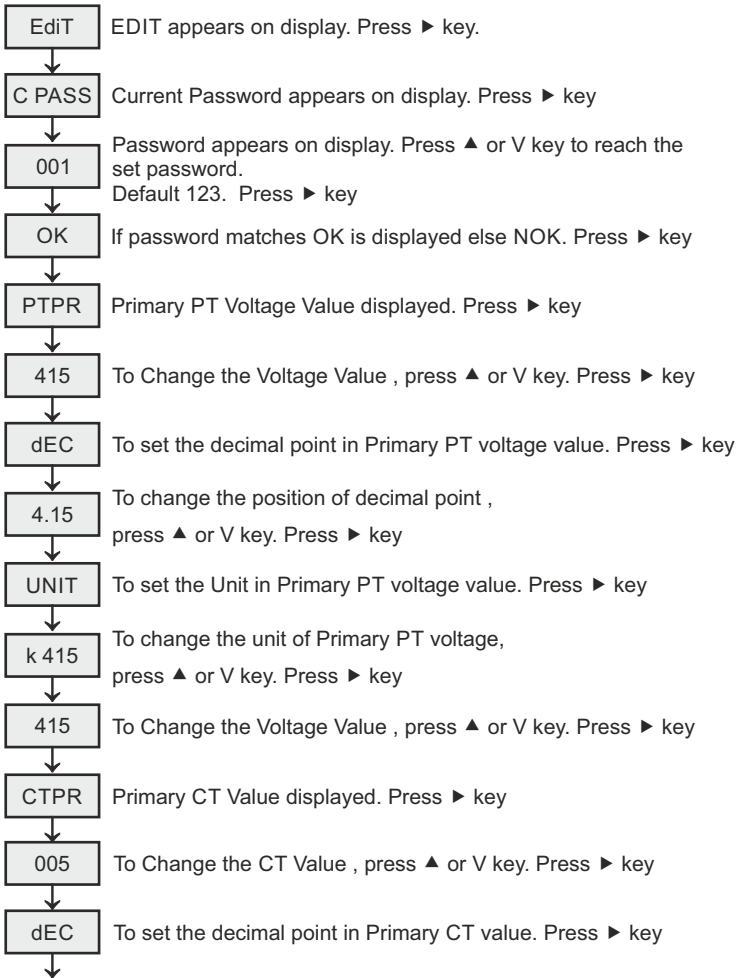 EdiT EDIT appears on display. Press ▶ key.
C PASS Current Password appears on display. Press ▶ key
Password appears on display. Press ▲ or V key to reach the
001 set password.
Default 123. Press ▶ key
OK If password matches OK is displayed else NOK. Press ▶ key
PTPR Primary PT Voltage Value displayed. Press ▶ key
415 To Change the Voltage Value , press ▲ or V key. Press ▶ key
dEC To set the decimal point in Primary PT voltage value. Press ▶ key
4.15 To change the position of decimal point ,
press ▲ or V key. Press ▶ key
UNIT To set the Unit in Primary PT voltage value. Press ▶ key
k 415 To change the unit of Primary PT voltage,
press ▲ or V key. Press ▶ key
415 To Change the Voltage Value , press ▲ or V key. Press ▶ key
CTPR Primary CT Value displayed. Press ▶ key
005 To Change the CT Value , press ▲ or V key. Press ▶ key
dEC To set the decimal point in Primary CT value. Press ▶ key